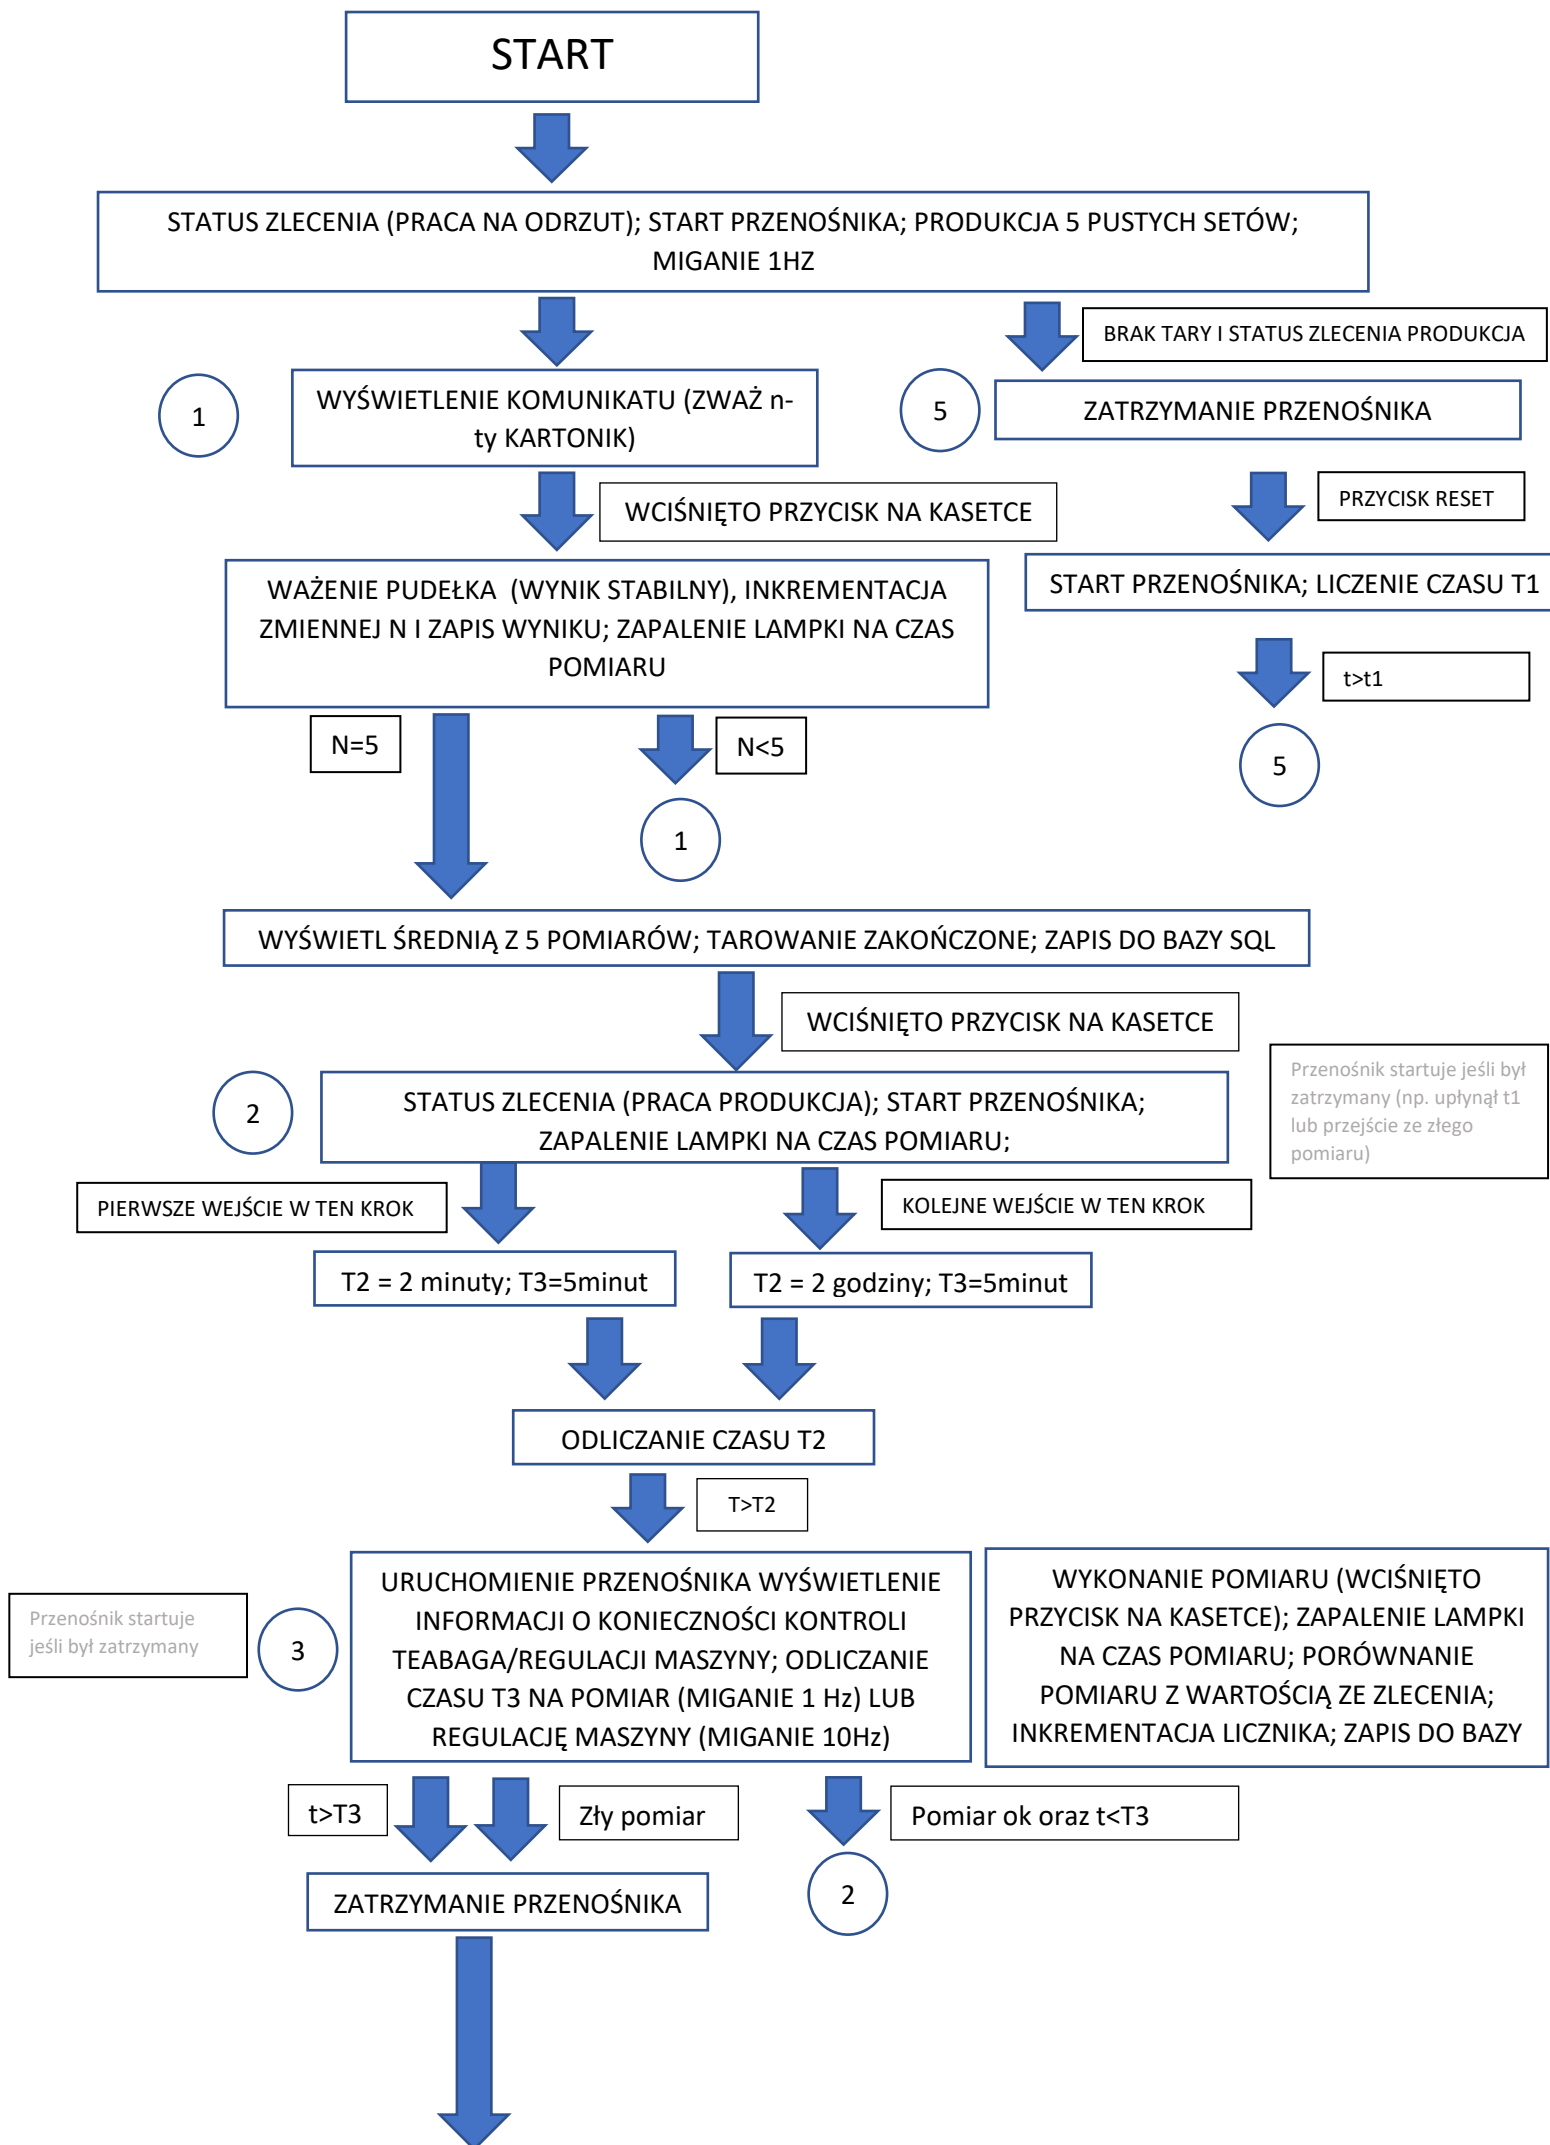 START
STATUS ZLECENIA (PRACA NA ODRZUT); START PRZENOŚNIKA; PRODUKCJA 5 PUSTYCH SETÓW;
MIGANIE 1HZ
BRAK TARY I STATUS ZLECENIA PRODUKCJA
1
WYŚWIETLENIE KOMUNIKATU (ZWAŻ n-
ty KARTONIK)
5
ZATRZYMANIE PRZENOŚNIKA
WCIŚNIĘTO PRZYCISK NA KASETCE
PRZYCISK RESET
WAŻENIE PUDEŁKA (WYNIK STABILNY), INKREMENTACJA
ZMIENNEJ N I ZAPIS WYNIKU; ZAPALENIE LAMPKI NA CZAS
POMIARU
START PRZENOŚNIKA; LICZENIE CZASU T1
t>t1
N=5
N<5
5
1
WYŚWIETL ŚREDNIĄ Z 5 POMIARÓW; TAROWANIE ZAKOŃCZONE; ZAPIS DO BAZY SQL
WCIŚNIĘTO PRZYCISK NA KASETCE
Przenośnik startuje jeśli był
zatrzymany (np. upłynął t1
lub przejście ze złego
pomiaru)
2
STATUS ZLECENIA (PRACA PRODUKCJA); START PRZENOŚNIKA;
ZAPALENIE LAMPKI NA CZAS POMIARU;
PIERWSZE WEJŚCIE W TEN KROK
KOLEJNE WEJŚCIE W TEN KROK
T2 = 2 minuty; T3=5minut
T2 = 2 godziny; T3=5minut
ODLICZANIE CZASU T2
T>T2
Przenośnik startuje
jeśli był zatrzymany
3
URUCHOMIENIE PRZENOŚNIKA WYŚWIETLENIE
INFORMACJI O KONIECZNOŚCI KONTROLI
TEABAGA/REGULACJI MASZYNY; ODLICZANIE
CZASU T3 NA POMIAR (MIGANIE 1 Hz) LUB
REGULACJĘ MASZYNY (MIGANIE 10Hz)
WYKONANIE POMIARU (WCIŚNIĘTO
PRZYCISK NA KASETCE); ZAPALENIE LAMPKI
NA CZAS POMIARU; PORÓWNANIE
POMIARU Z WARTOŚCIĄ ZE ZLECENIA;
INKREMENTACJA LICZNIKA; ZAPIS DO BAZY
t>T3
Zły pomiar
Pomiar ok oraz t<T3
ZATRZYMANIE PRZENOŚNIKA
2